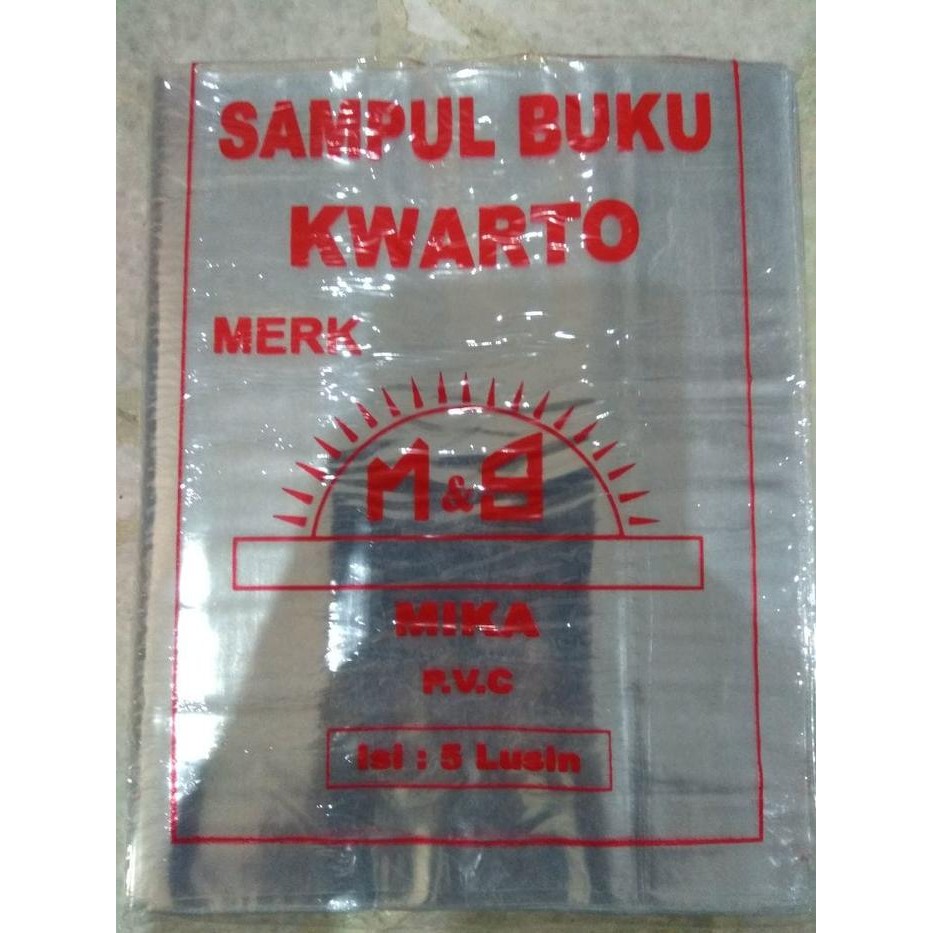 SAMPUL BUKU
KWARTO
MERK
M & B
MIKA
P.V.C
Isi : 5 Lusin